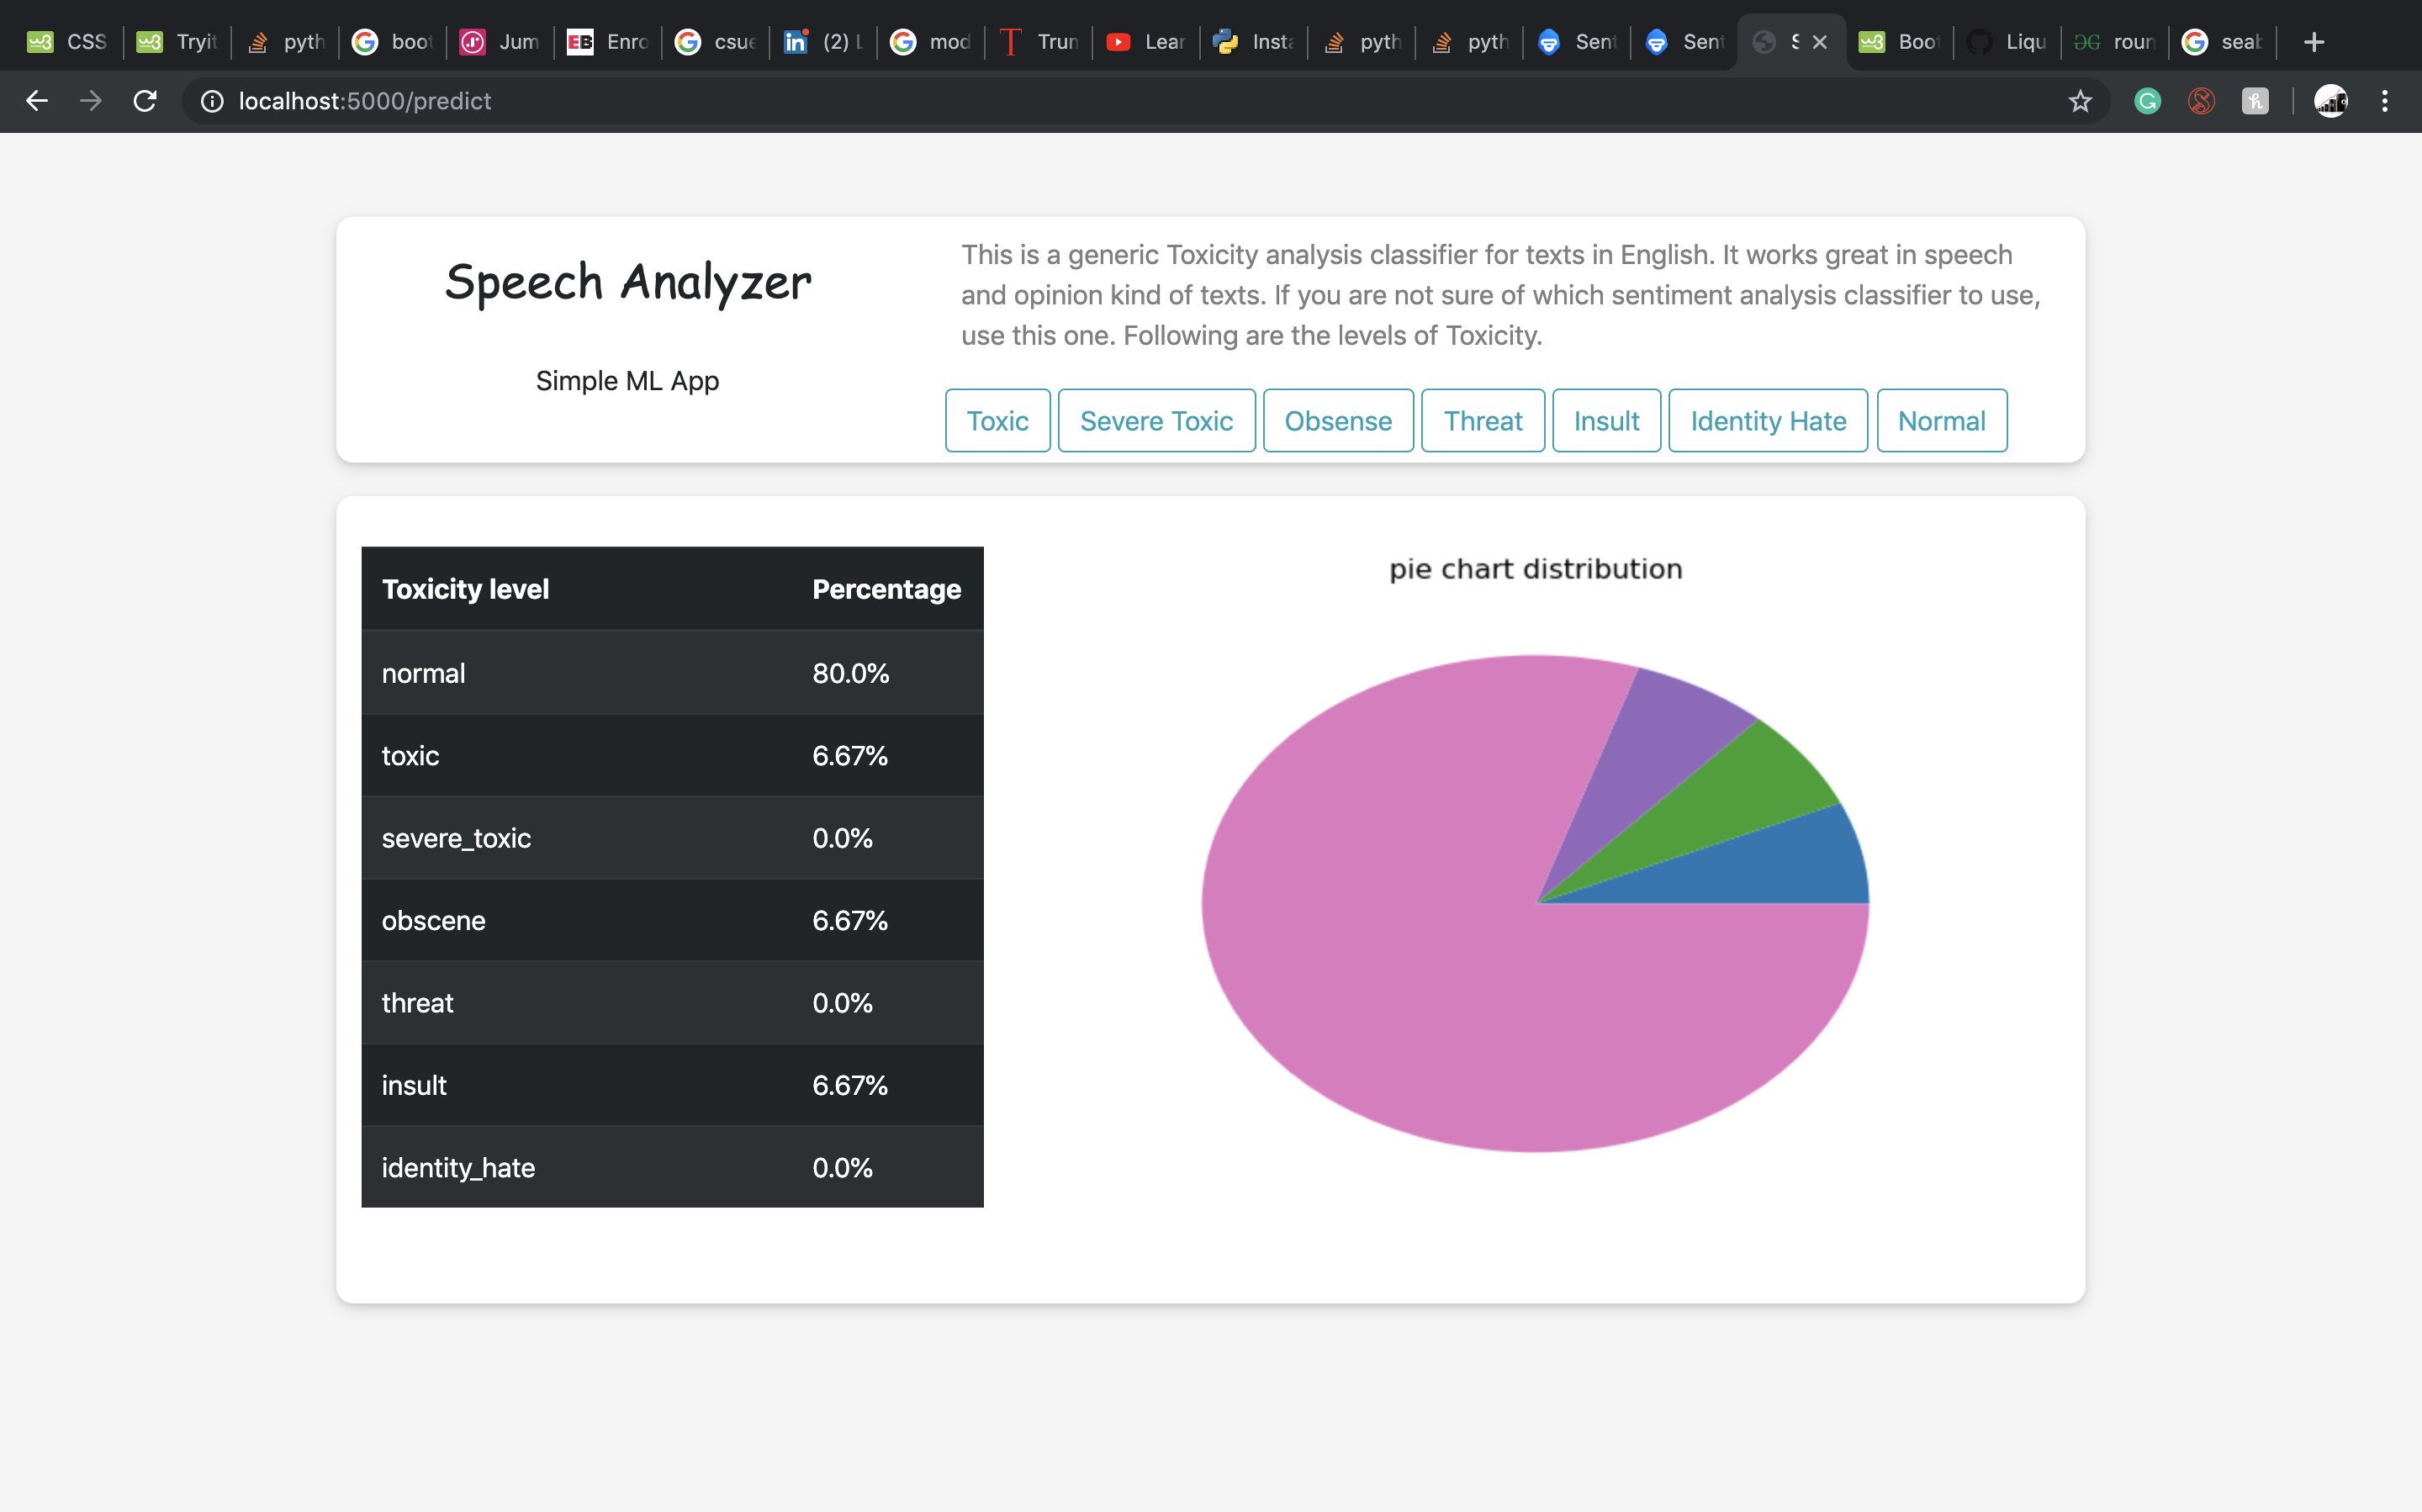 CSS Tryit pyth boot Jum Enro csue (2) L mod Trun Lear Insta pyth pyth Sent Sent S Boot Liqu roun seab
localhost:5000/predict
Speech Analyzer
Simple ML App
This is a generic Toxicity analysis classifier for texts in English. It works great in speech
and opinion kind of texts. If you are not sure of which sentiment analysis classifier to use,
use this one. Following are the levels of Toxicity.
Toxic Severe Toxic Obsense Threat Insult Identity Hate Normal
Toxicity level Percentage
normal 80.0%
toxic 6.67%
severe_toxic 0.0%
obscene 6.67%
threat 0.0%
insult 6.67%
identity_hate 0.0%
pie chart distribution